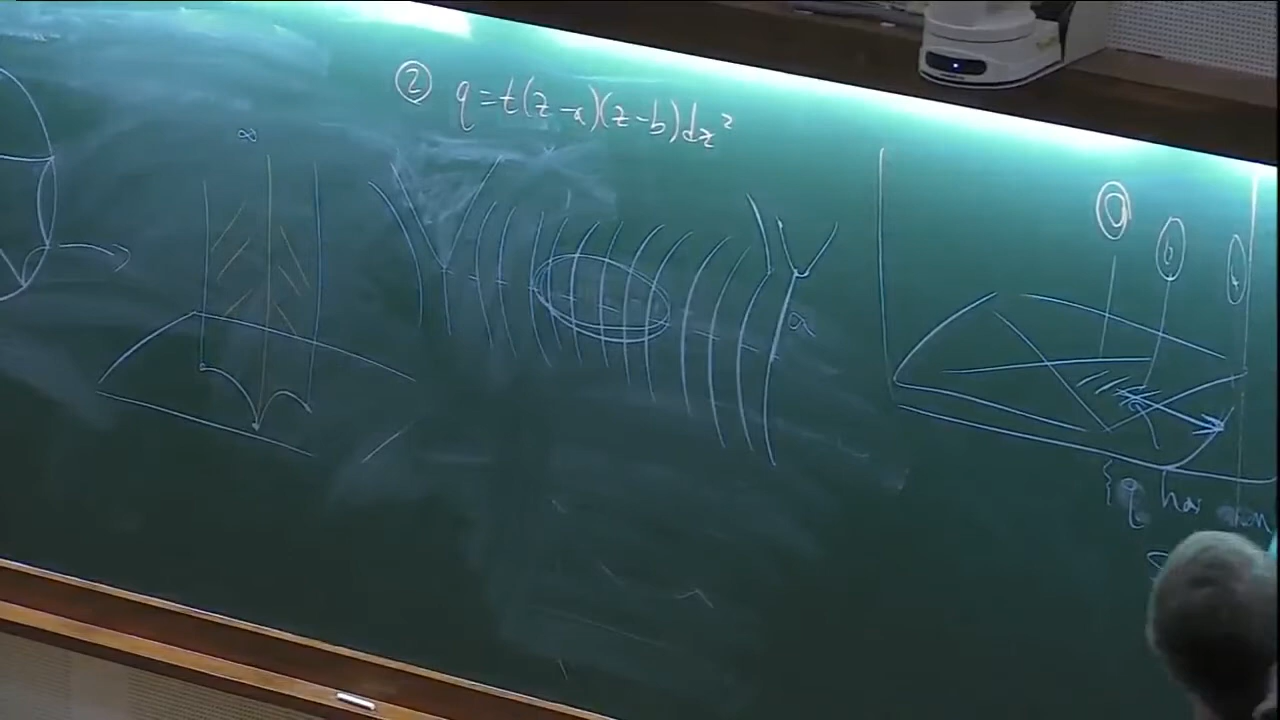 ② q = t(z-a)(z-b)dz²
∞
a
a
b
{q has